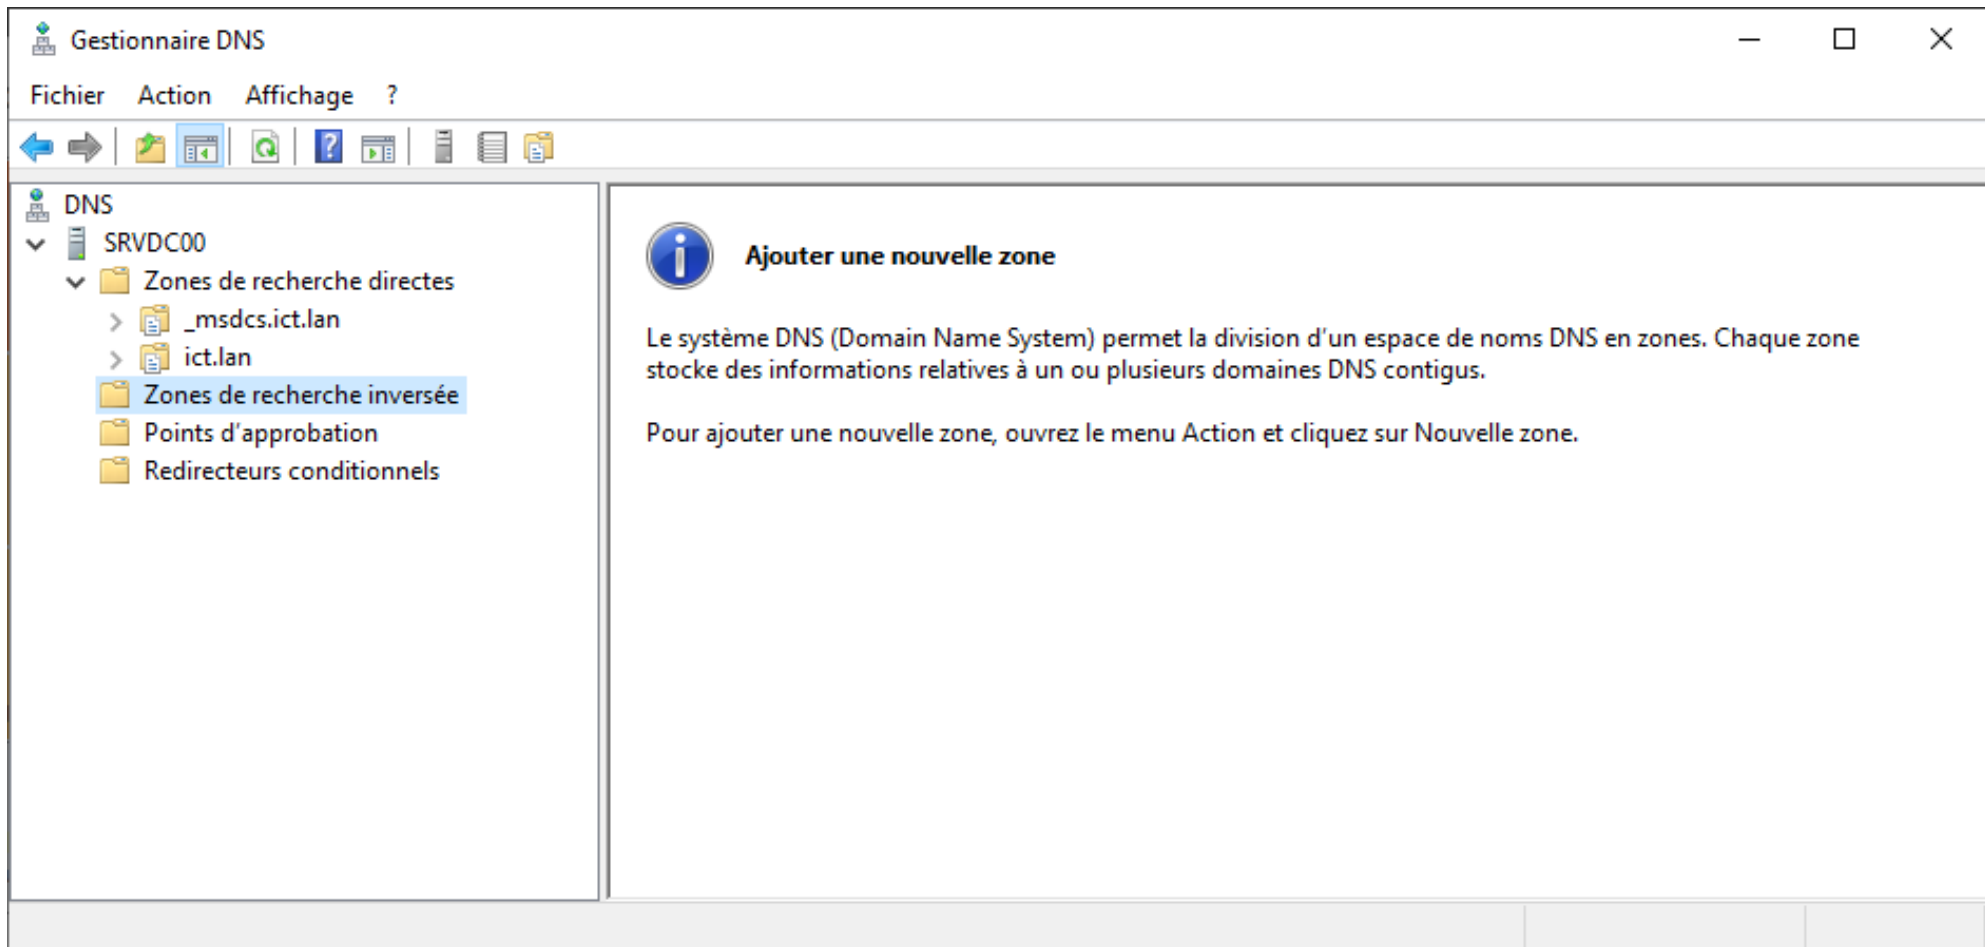 Gestionnaire DNS
Fichier Action Affichage ?
DNS
SRVDC00
Zones de recherche directes
_msdcs.ict.lan
ict.lan
Zones de recherche inversée
Points d'approbation
Redirecteurs conditionnels
Ajouter une nouvelle zone
Le système DNS (Domain Name System) permet la division d'un espace de noms DNS en zones. Chaque zone
stocke des informations relatives à un ou plusieurs domaines DNS contigus.
Pour ajouter une nouvelle zone, ouvrez le menu Action et cliquez sur Nouvelle zone.